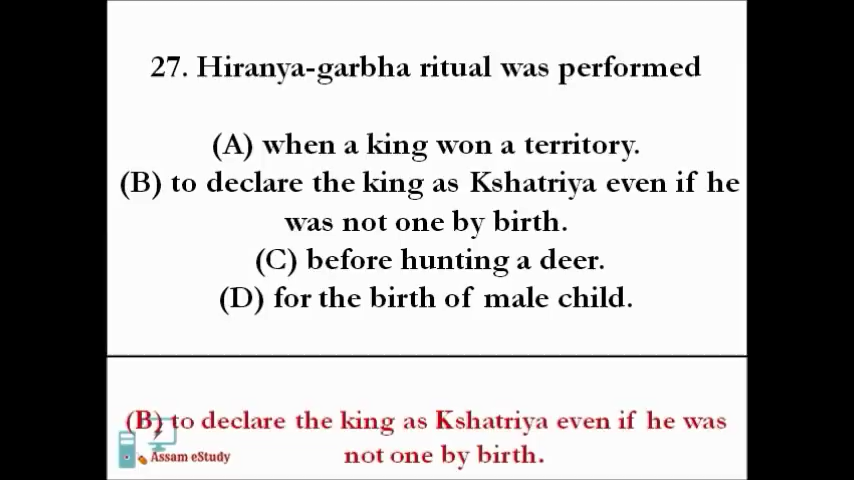 27. Hiranya-garbha ritual was performed
(A) when a king won a territory.
(B) to declare the king as Kshatriya even if he
was not one by birth.
(C) before hunting a deer.
(D) for the birth of male child.
(B) to declare the king as Kshatriya even if he was
not one by birth.
Assam eStudy